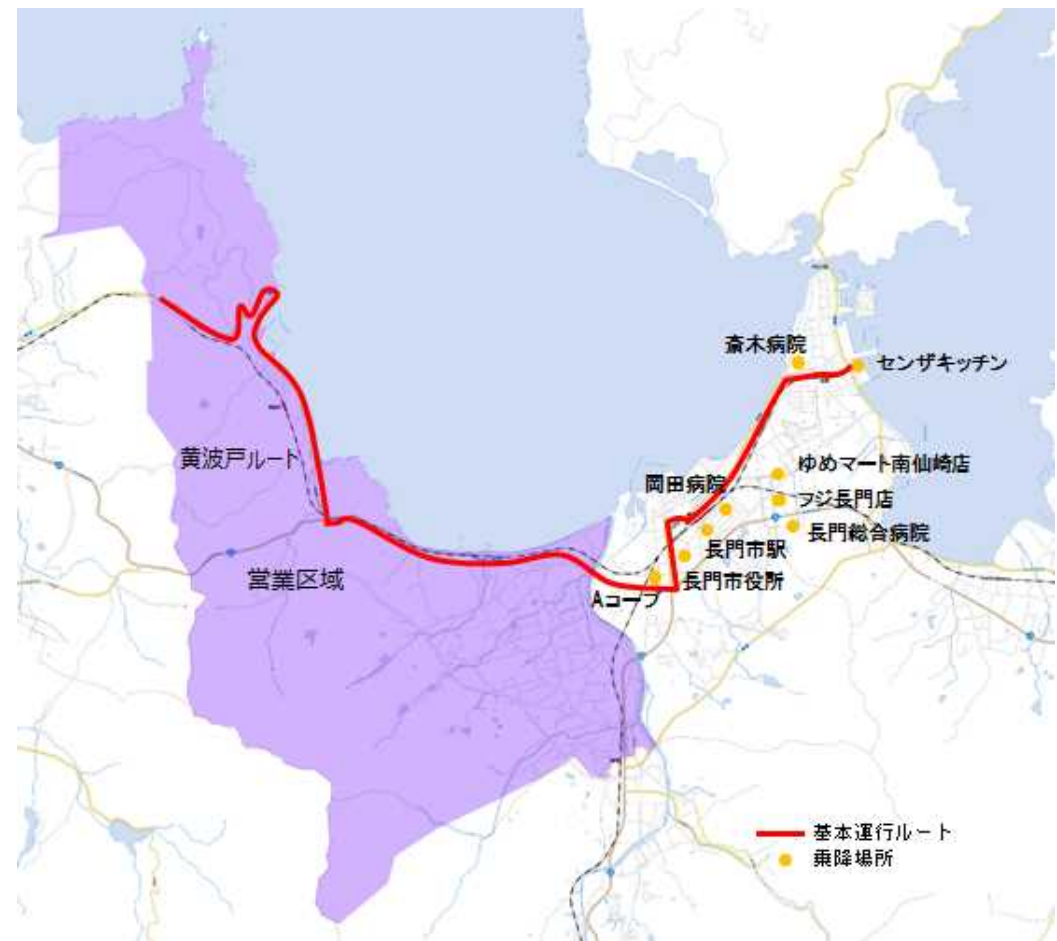 斎木病院
センザキッチン
黄波戸ルート
ゆめマート南仙崎店
岡田病院
フジ長門店
長門総合病院
長門市駅
営業区域
長門市役所
Aコープ
基本運行ルート
乗降場所